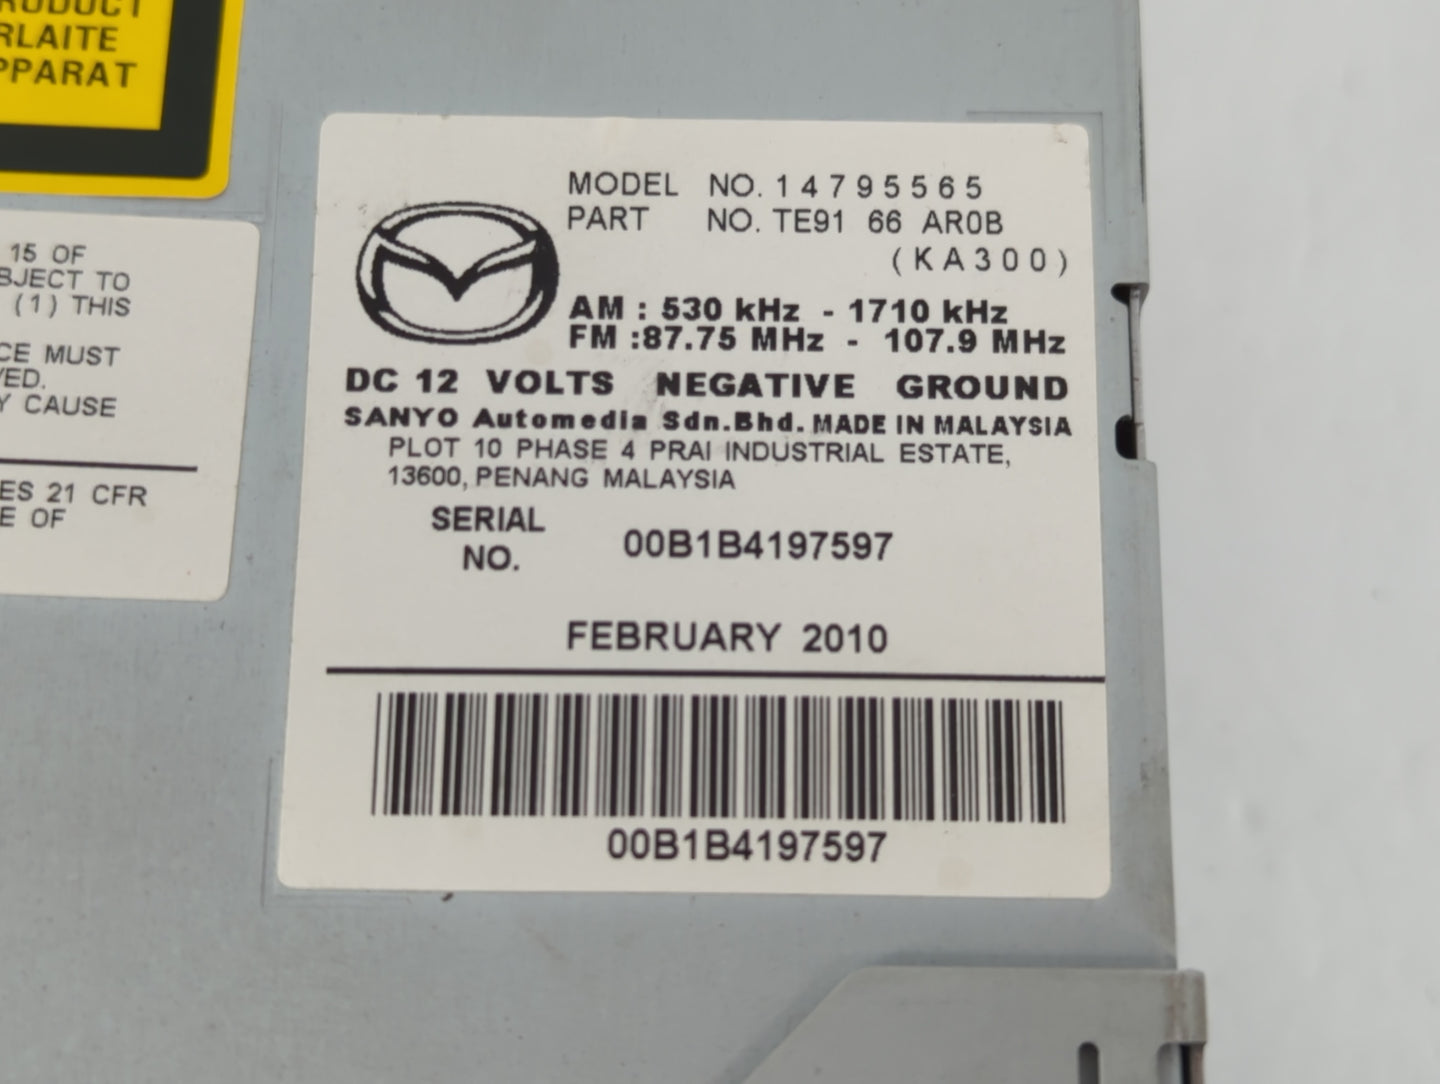 RODUCT
RLAITE
PPARAT
15 OF
BJECT TO
(1) THIS
CE MUST
VED.
Y CAUSE
ES 21 CFR
E OF
MODEL NO. 14795565
PART NO. TE91 66 AR0B
(KA300)
AM : 530 kHz - 1710 kHz
FM :87.75 MHz - 107.9 MHz
DC 12 VOLTS NEGATIVE GROUND
SANYO Automedia Sdn.Bhd. MADE IN MALAYSIA
PLOT 10 PHASE 4 PRAI INDUSTRIAL ESTATE,
13600, PENANG MALAYSIA
SERIAL
NO. 00B1B4197597
FEBRUARY 2010
00B1B4197597